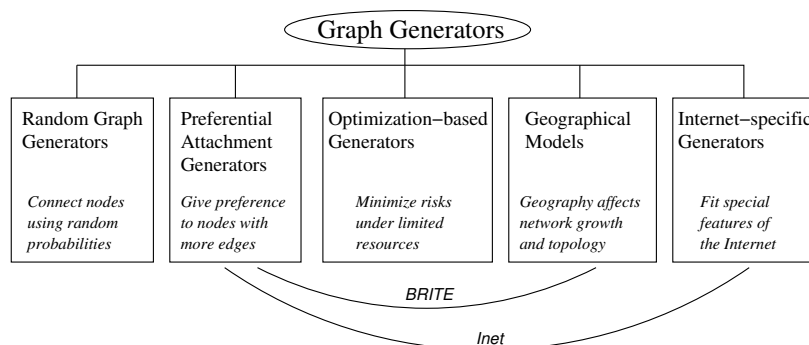 Graph Generators
Random Graph
Generators
Connect nodes
using random
probabilities
Preferential
Attachment
Generators
Give preference
to nodes with
more edges
Optimization−based
Generators
Minimize risks
under limited
resources
Geographical
Models
Geography affects
network growth
and topology
Internet−specific
Generators
Fit special
features of
the Internet
BRITE
Inet